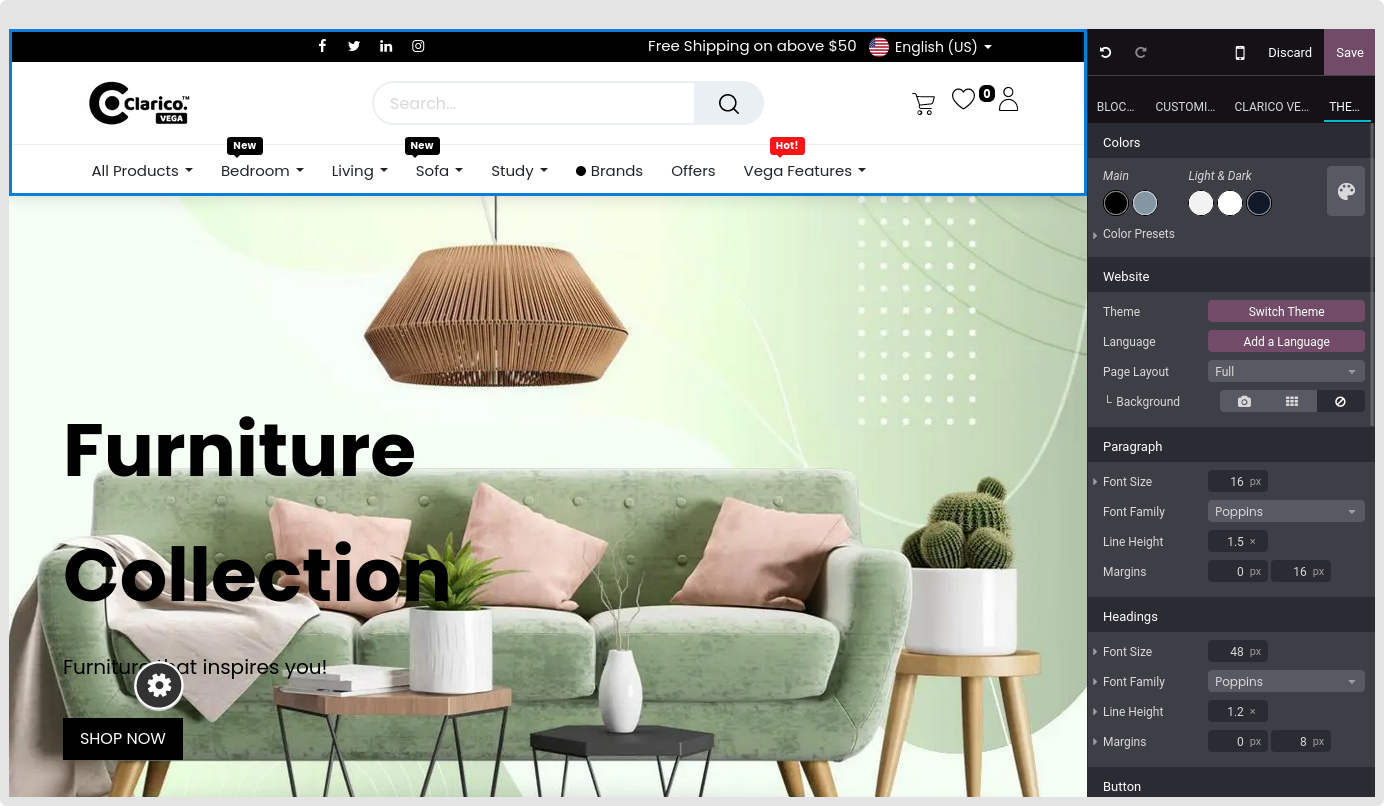 Free Shipping on above $50 English (US)
Discard Save
Clarico.™
VEGA
Search...
0
BLOC... CUSTOMI... CLARICO VE... THE...
New New Hot!
All Products Bedroom Living Sofa Study Brands Offers Vega Features
Furniture
Collection
Furniture that inspires you!
SHOP NOW
Colors
Main Light & Dark
Color Presets
Website
Theme Switch Theme
Language Add a Language
Page Layout Full
└ Background
Paragraph
Font Size 16 px
Font Family Poppins
Line Height 1.5 ×
Margins 0 px 16 px
Headings
Font Size 48 px
Font Family Poppins
Line Height 1.2 ×
Margins 0 px 8 px
Button